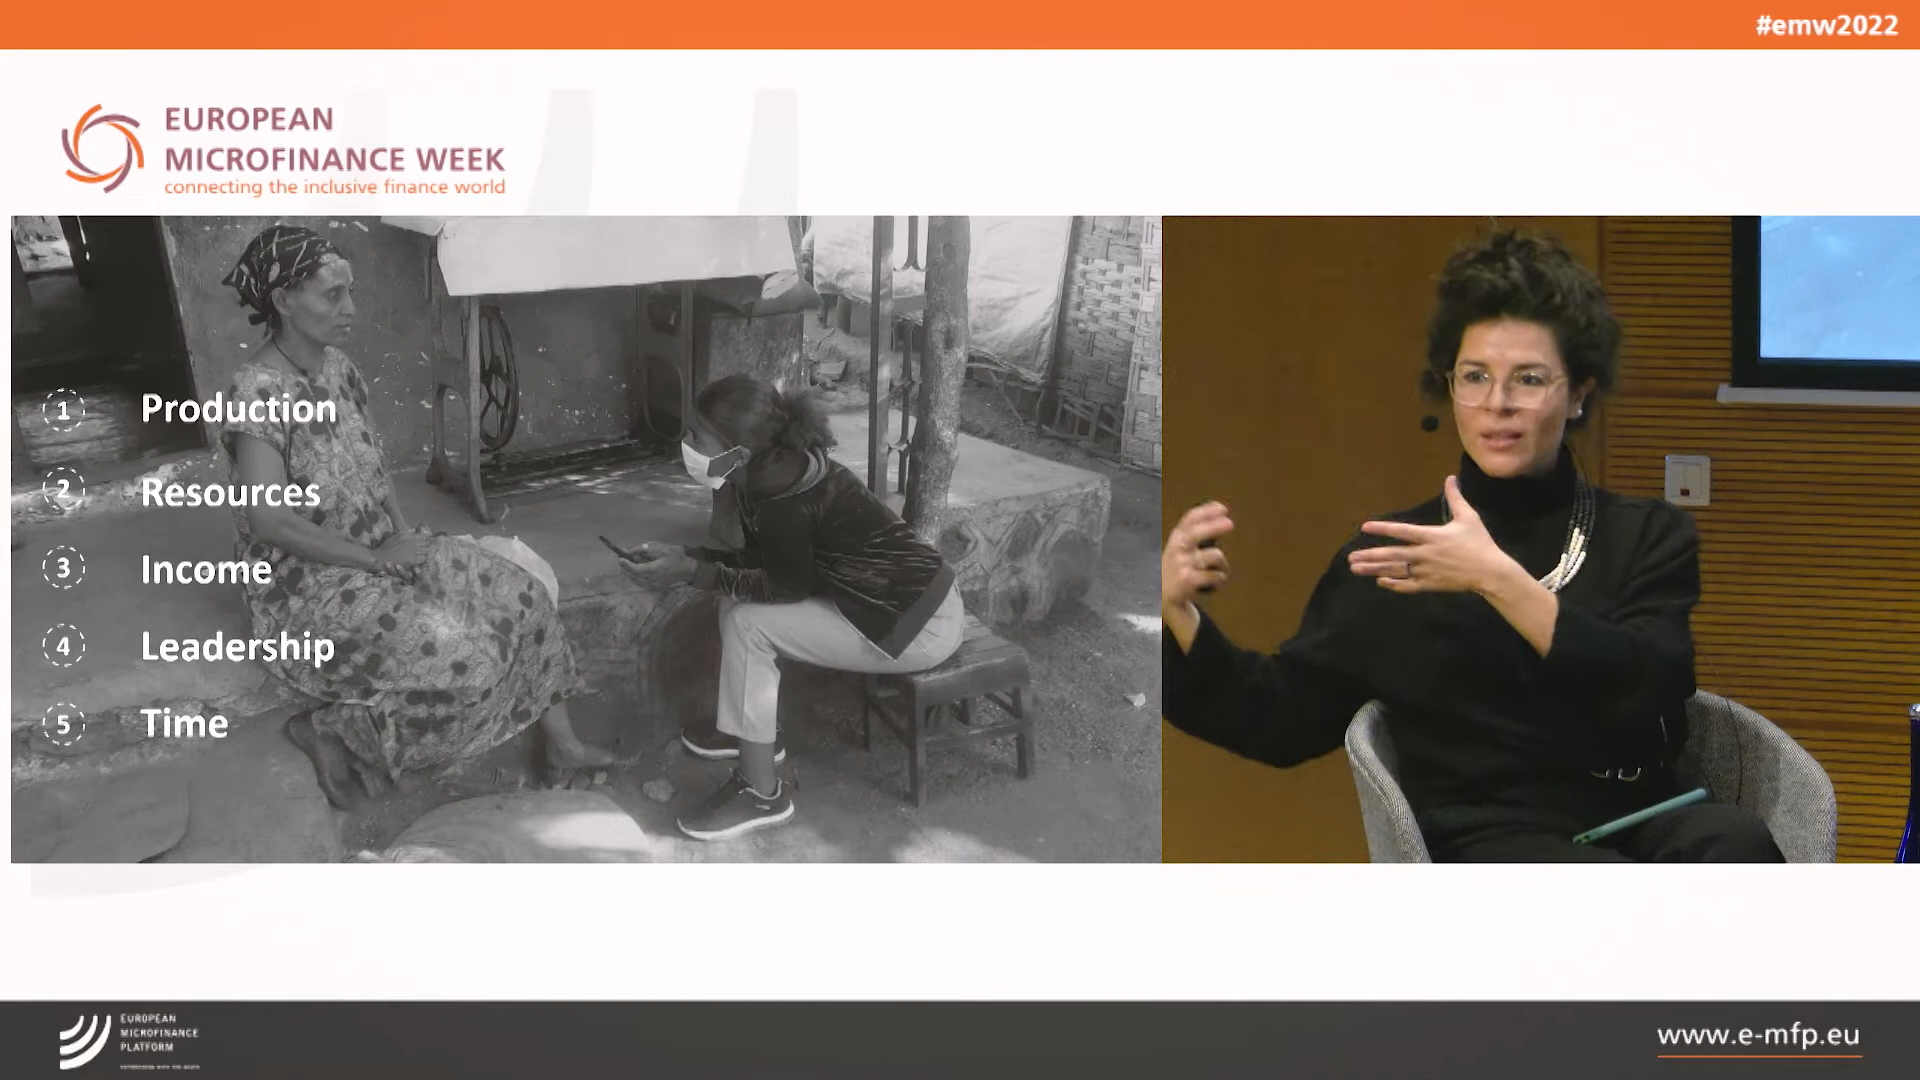 #emw2022
EUROPEAN
MICROFINANCE WEEK
connecting the inclusive finance world
1 Production
2 Resources
3 Income
4 Leadership
5 Time
EUROPEAN
MICROFINANCE
PLATFORM
www.e-mfp.eu